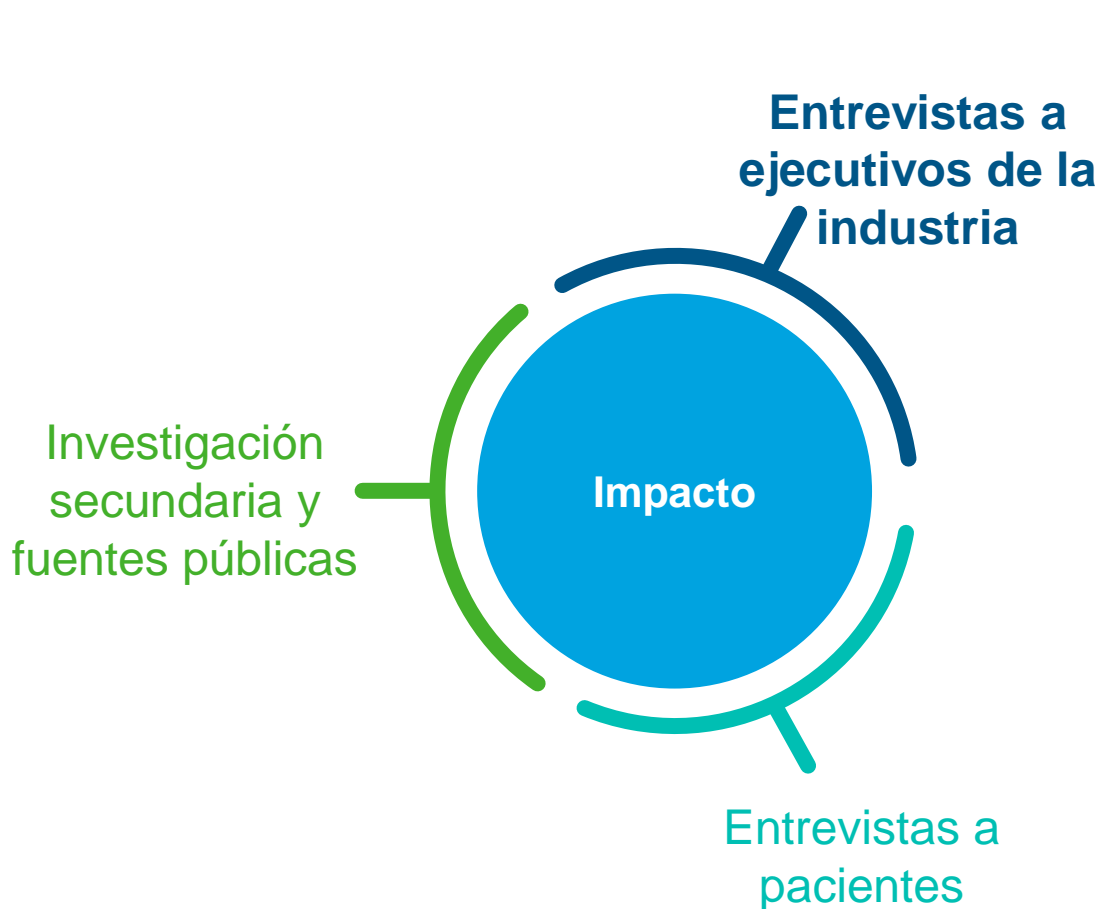 Entrevistas a
ejecutivos de la
industria
Investigación
secundaria y
fuentes públicas
Impacto
Entrevistas a
pacientes